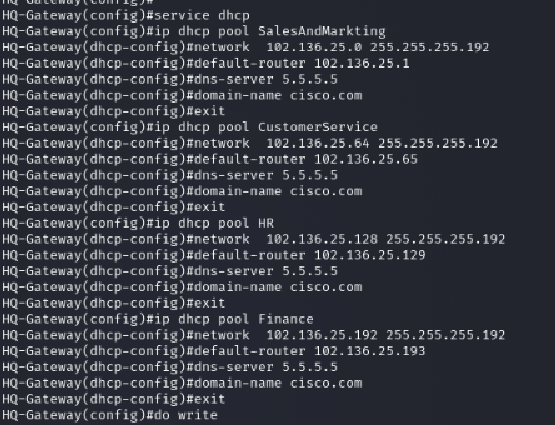 HQ-Gateway(config)#service dhcp
HQ-Gateway(config)#ip dhcp pool SalesAndMarkting
HQ-Gateway(dhcp-config)#network  102.136.25.0 255.255.255.192
HQ-Gateway(dhcp-config)#default-router 102.136.25.1
HQ-Gateway(dhcp-config)#dns-server 5.5.5.5
HQ-Gateway(dhcp-config)#domain-name cisco.com
HQ-Gateway(dhcp-config)#exit
HQ-Gateway(config)#ip dhcp pool CustomerService
HQ-Gateway(dhcp-config)#network  102.136.25.64 255.255.255.192
HQ-Gateway(dhcp-config)#default-router 102.136.25.65
HQ-Gateway(dhcp-config)#dns-server 5.5.5.5
HQ-Gateway(dhcp-config)#domain-name cisco.com
HQ-Gateway(dhcp-config)#exit
HQ-Gateway(config)#ip dhcp pool HR
HQ-Gateway(dhcp-config)#network  102.136.25.128 255.255.255.192
HQ-Gateway(dhcp-config)#default-router 102.136.25.129
HQ-Gateway(dhcp-config)#dns-server 5.5.5.5
HQ-Gateway(dhcp-config)#domain-name cisco.com
HQ-Gateway(dhcp-config)#exit
HQ-Gateway(config)#ip dhcp pool Finance
HQ-Gateway(dhcp-config)#network  102.136.25.192 255.255.255.192
HQ-Gateway(dhcp-config)#default-router 102.136.25.193
HQ-Gateway(dhcp-config)#dns-server 5.5.5.5
HQ-Gateway(dhcp-config)#domain-name cisco.com
HQ-Gateway(dhcp-config)#exit
HQ-Gateway(config)#do write